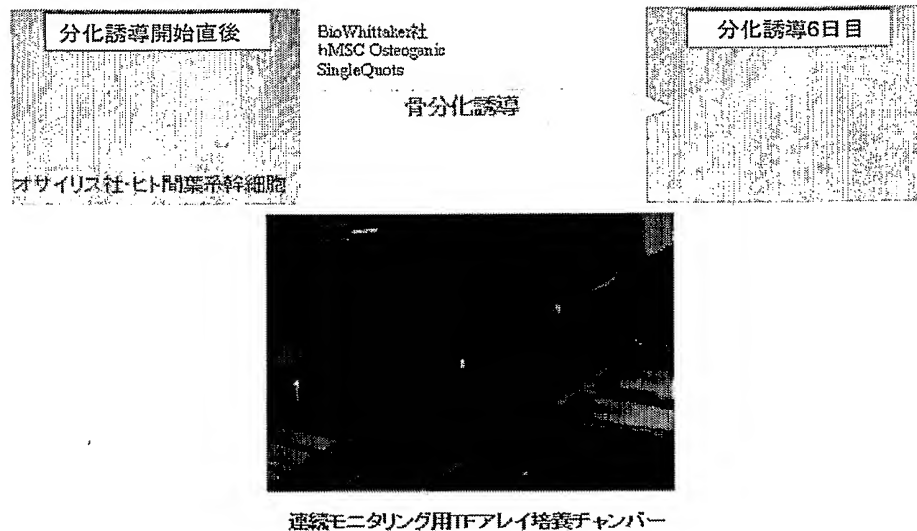 分化誘導開始直後
BioWhittaker社
hMSC Osteoganic
SingleQuots
分化誘導6日目
骨分化誘導
オサイリス社・ヒト間葉系幹細胞
連続モニタリング用TFアレイ培養チャンバー